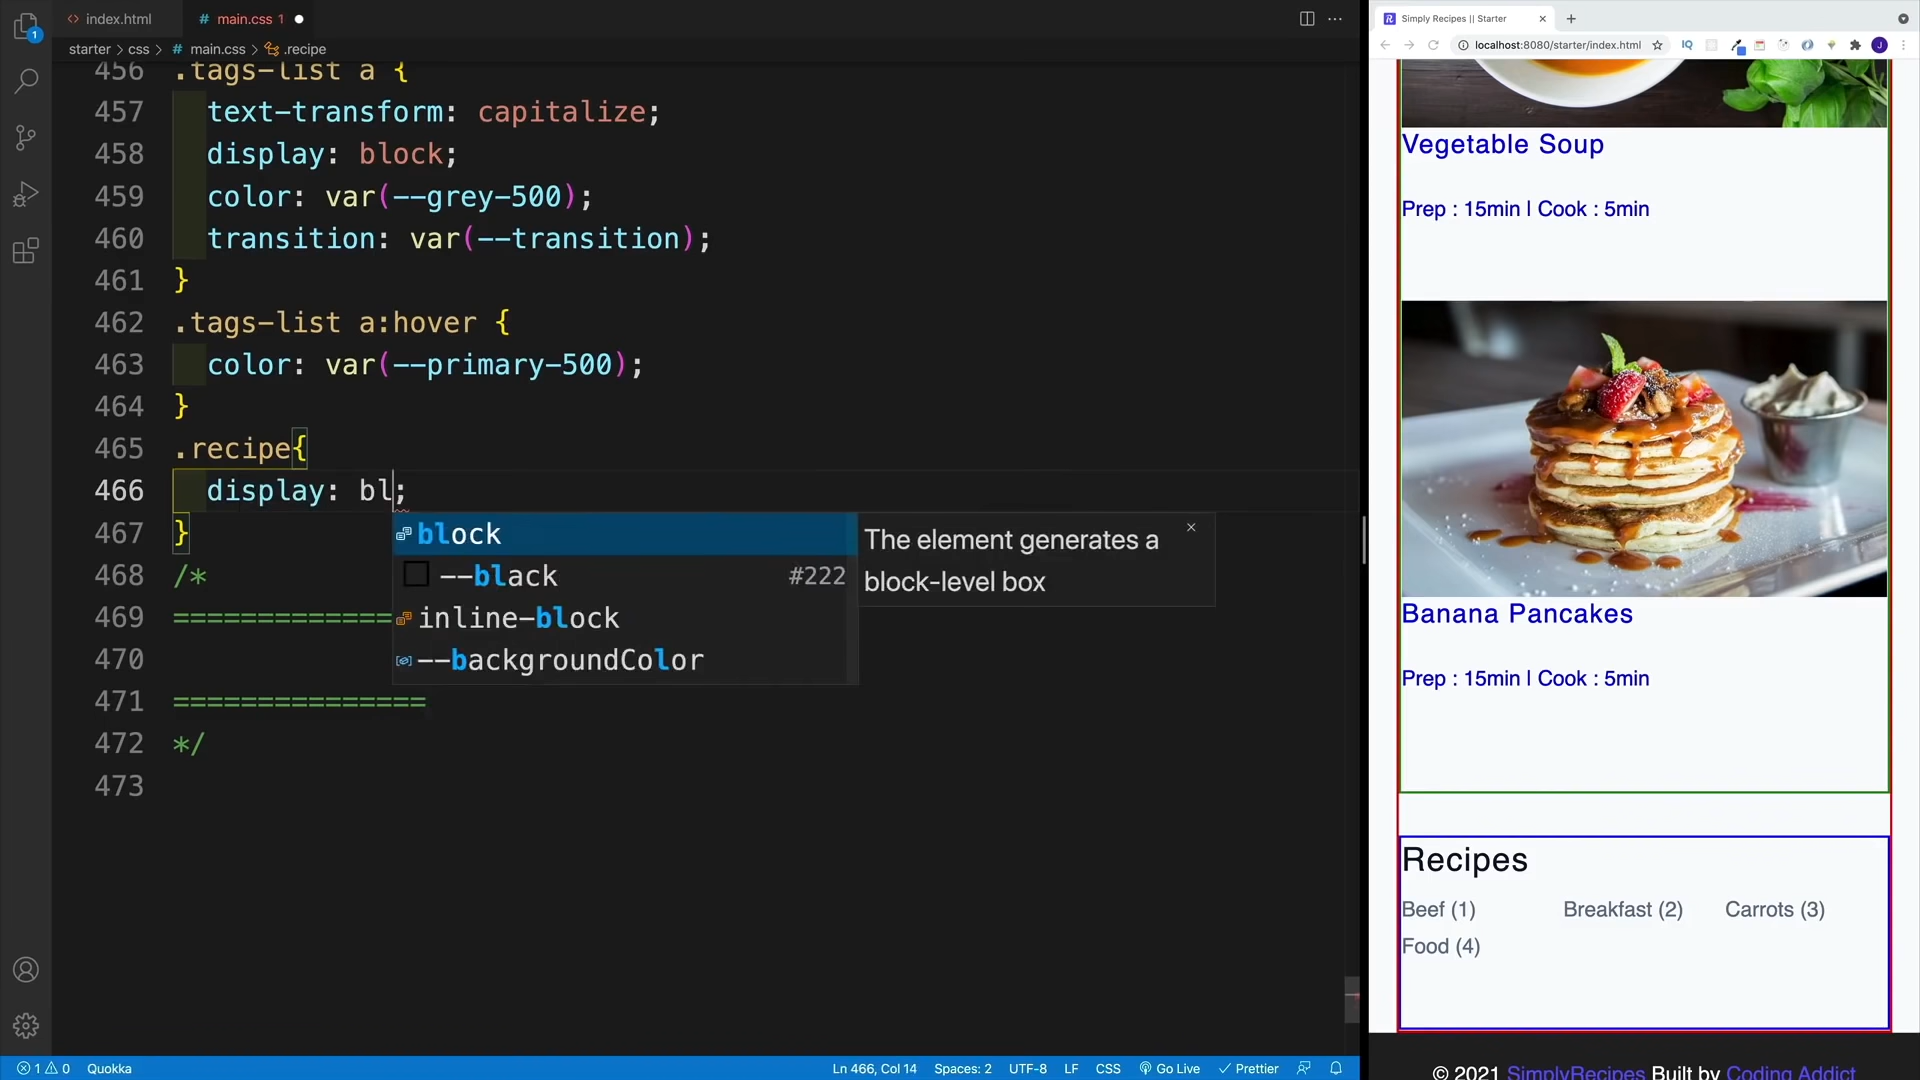 index.html
main.css 1
starter > css > # main.css > .recipe
456 .tags-list a {
457 text-transform: capitalize;
458 display: block;
459 color: var(--grey-500);
460 transition: var(--transition);
461 }
462 .tags-list a:hover {
463 color: var(--primary-500);
464 }
465 .recipe{
466 display: bl;
467 }
468 /*
469 =============
470
471 ===============
472 */
473
block
--black #222
inline-block
--backgroundColor
The element generates a
block-level box
1 0 Quokka
Ln 466, Col 14 Spaces: 2 UTF-8 LF CSS Go Live Prettier
Simply Recipes || Starter
localhost:8080/starter/index.html
Vegetable Soup
Prep : 15min | Cook : 5min
Banana Pancakes
Prep : 15min | Cook : 5min
Recipes
Beef (1) Breakfast (2) Carrots (3)
Food (4)
© 2021 SimplyRecipes Built by Coding Addict